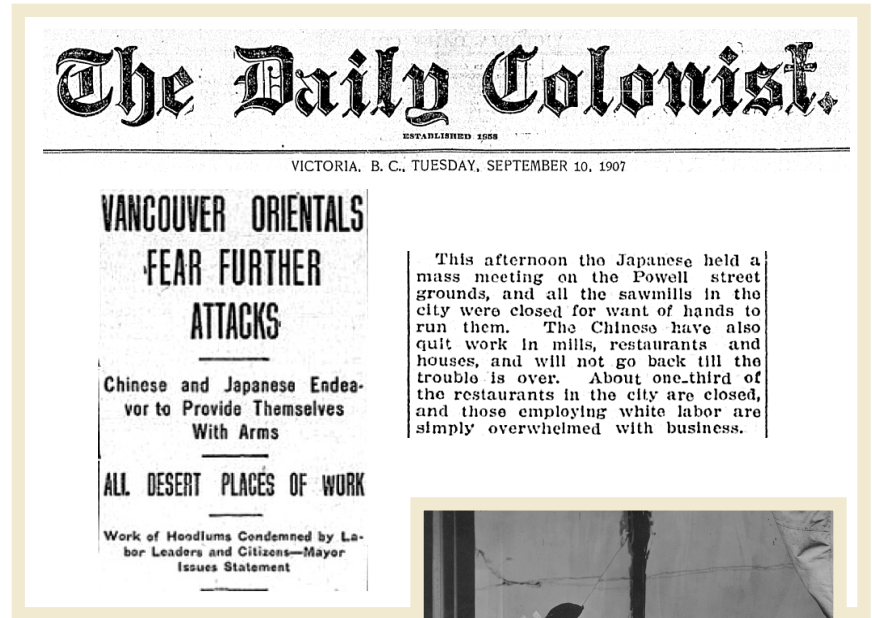 The Daily Colonist.
ESTABLISHED 1858
VICTORIA, B. C., TUESDAY, SEPTEMBER 10, 1907
VANCOUVER ORIENTALS
FEAR FURTHER
ATTACKS
Chinese and Japanese Endea-
vor to Provide Themselves
With Arms
ALL DESERT PLACES OF WORK
Work of Hoodlums Condemned by La-
bor Leaders and Citizens—Mayor
Issues Statement
This afternoon the Japanese held a
mass meeting on the Powell street
grounds, and all the sawmills in the
city were closed for want of hands to
run them. The Chinese have also
quit work in mills, restaurants and
houses, and will not go back till the
trouble is over. About one-third of
the restaurants in the city are closed,
and those employing white labor are
simply overwhelmed with business.